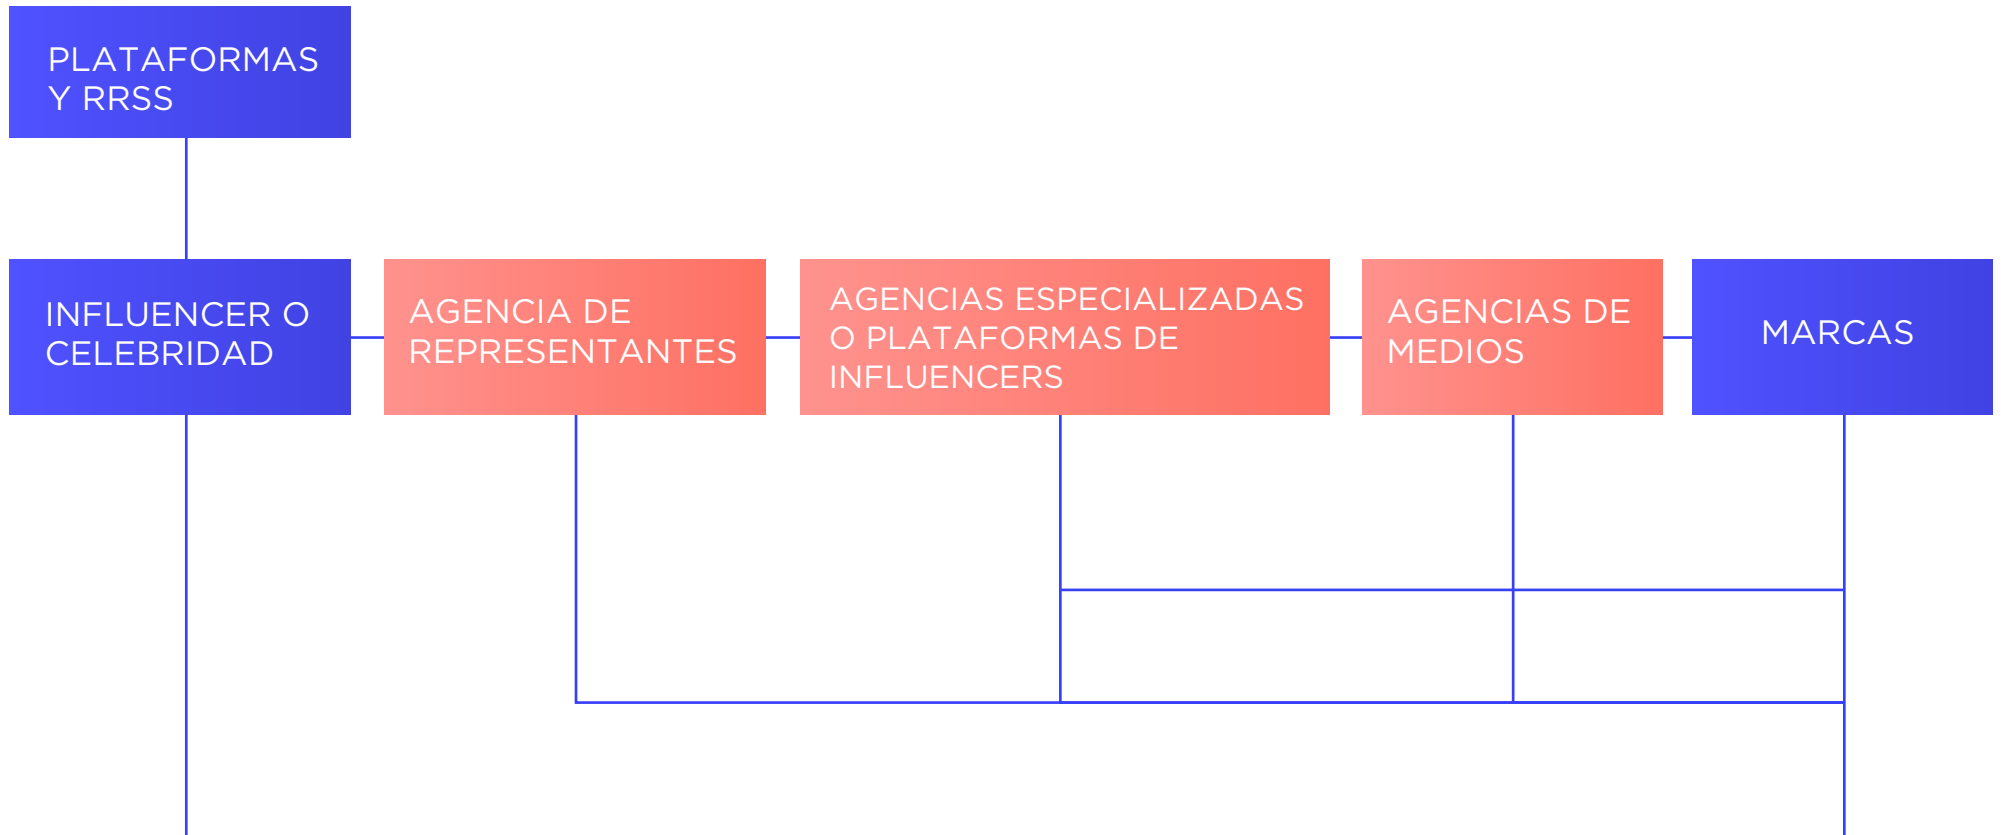 PLATAFORMAS
Y RRSS
INFLUENCER O
CELEBRIDAD
AGENCIA DE
REPRESENTANTES
AGENCIAS ESPECIALIZADAS
O PLATAFORMAS DE
INFLUENCERS
AGENCIAS DE
MEDIOS
MARCAS